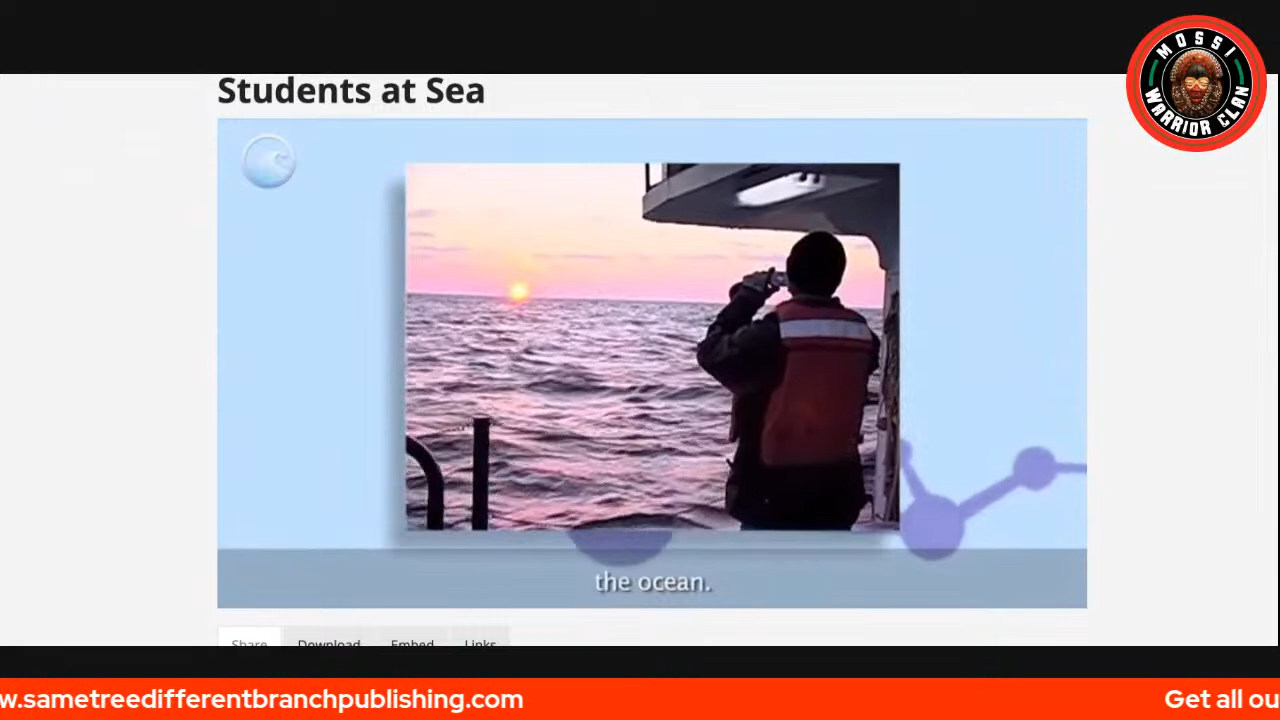 MOSSI
WARRIOR CLAN
Students at Sea
the ocean.
Share Download Embed Links
w.sametreedifferentbranchpublishing.com
Get all ou